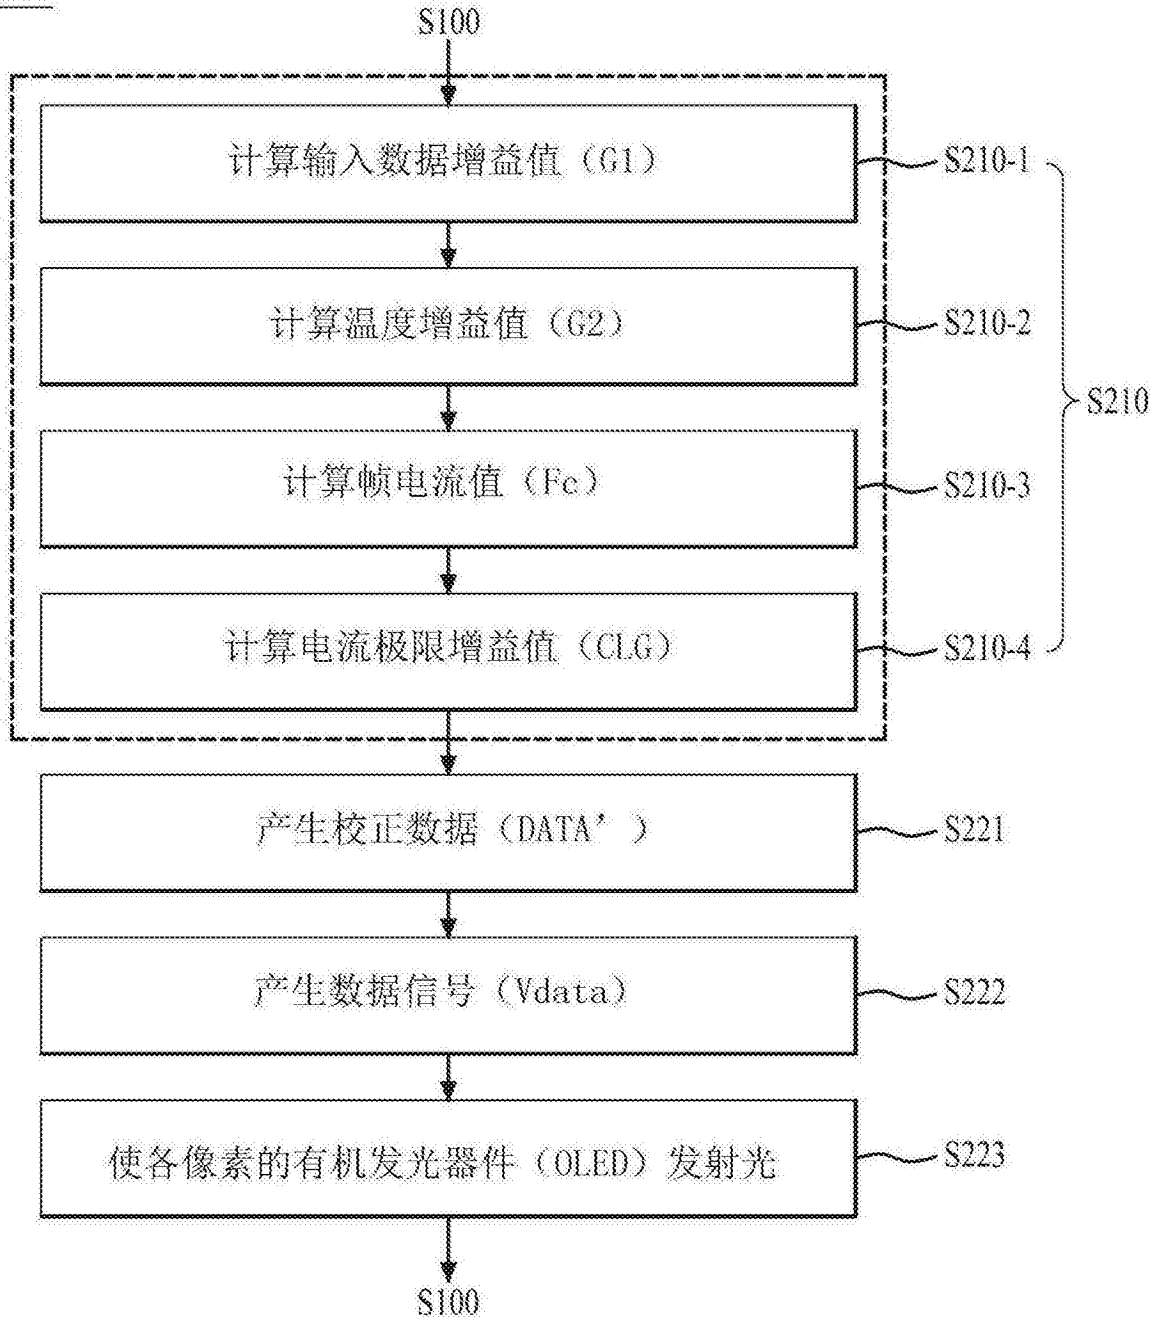 S100
计算输入数据增益值（G1）
S210-1
计算温度增益值（G2）
S210-2
S210
计算帧电流值（Fc）
S210-3
计算电流极限增益值（CLG）
S210-4
产生校正数据（DATA’）
S221
产生数据信号（Vdata）
S222
使各像素的有机发光器件（OLED）发射光
S223
S100